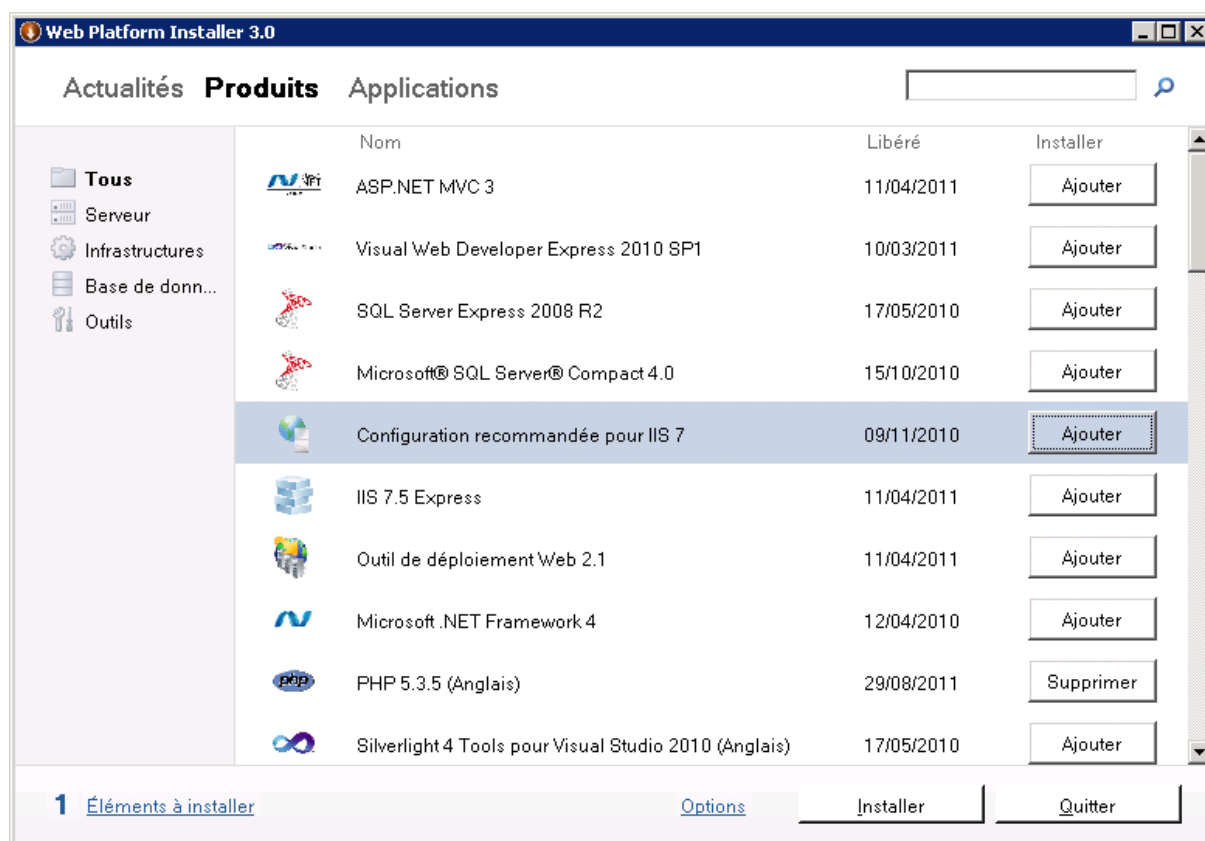 Web Platform Installer 3.0
Actualités Produits Applications
Nom Libéré Installer
Tous
Serveur
Infrastructures
Base de donn...
Outils
ASP.NET MVC 3 11/04/2011 Ajouter
Visual Web Developer Express 2010 SP1 10/03/2011 Ajouter
SQL Server Express 2008 R2 17/05/2010 Ajouter
Microsoft® SQL Server® Compact 4.0 15/10/2010 Ajouter
Configuration recommandée pour IIS 7 09/11/2010 Ajouter
IIS 7.5 Express 11/04/2011 Ajouter
Outil de déploiement Web 2.1 11/04/2011 Ajouter
Microsoft .NET Framework 4 12/04/2010 Ajouter
php PHP 5.3.5 (Anglais) 29/08/2011 Supprimer
Silverlight 4 Tools pour Visual Studio 2010 (Anglais) 17/05/2010 Ajouter
1 Éléments à installer Options Installer Quitter